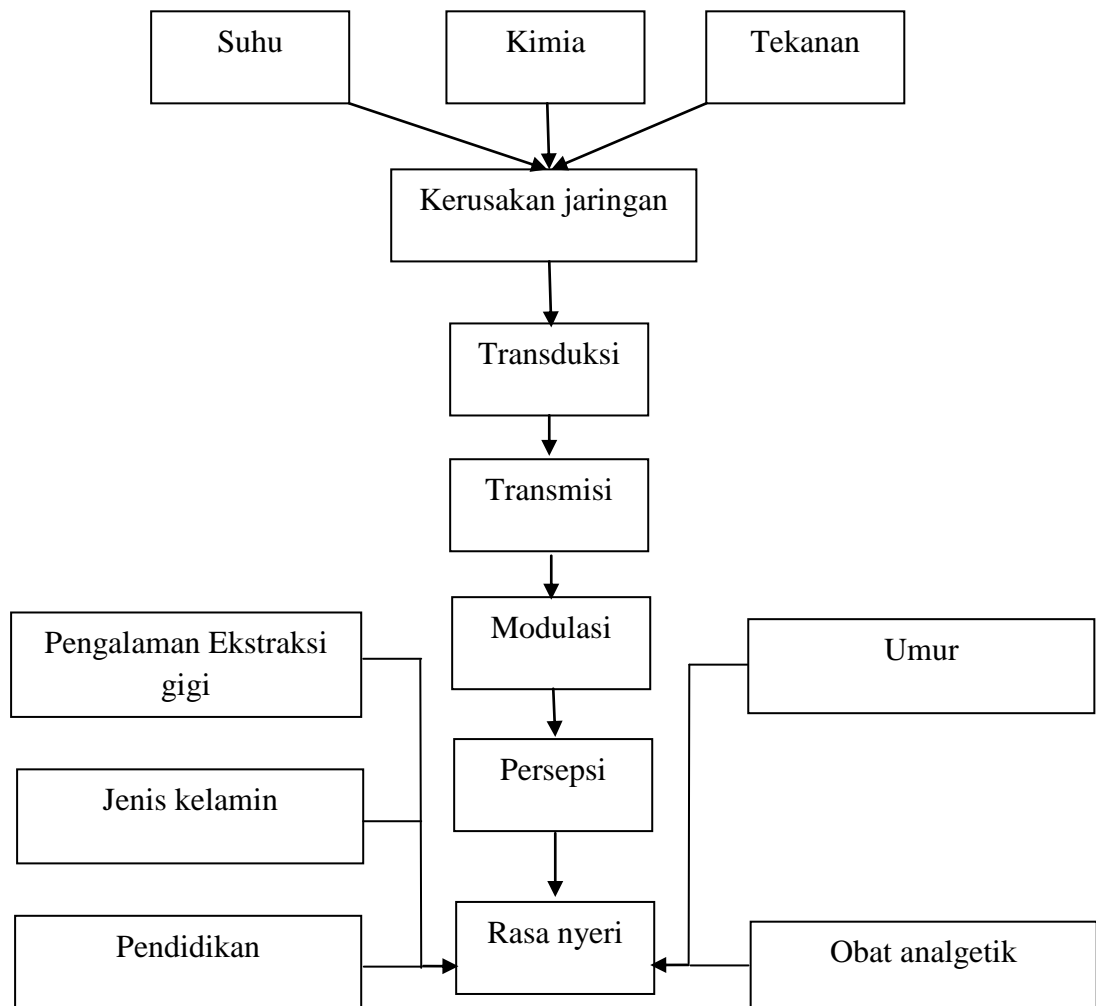 Suhu
Kimia
Tekanan
Kerusakan jaringan
Transduksi
Transmisi
Modulasi
Pengalaman Ekstraksi
gigi
Umur
Persepsi
Jenis kelamin
Rasa nyeri
Pendidikan
Obat analgetik